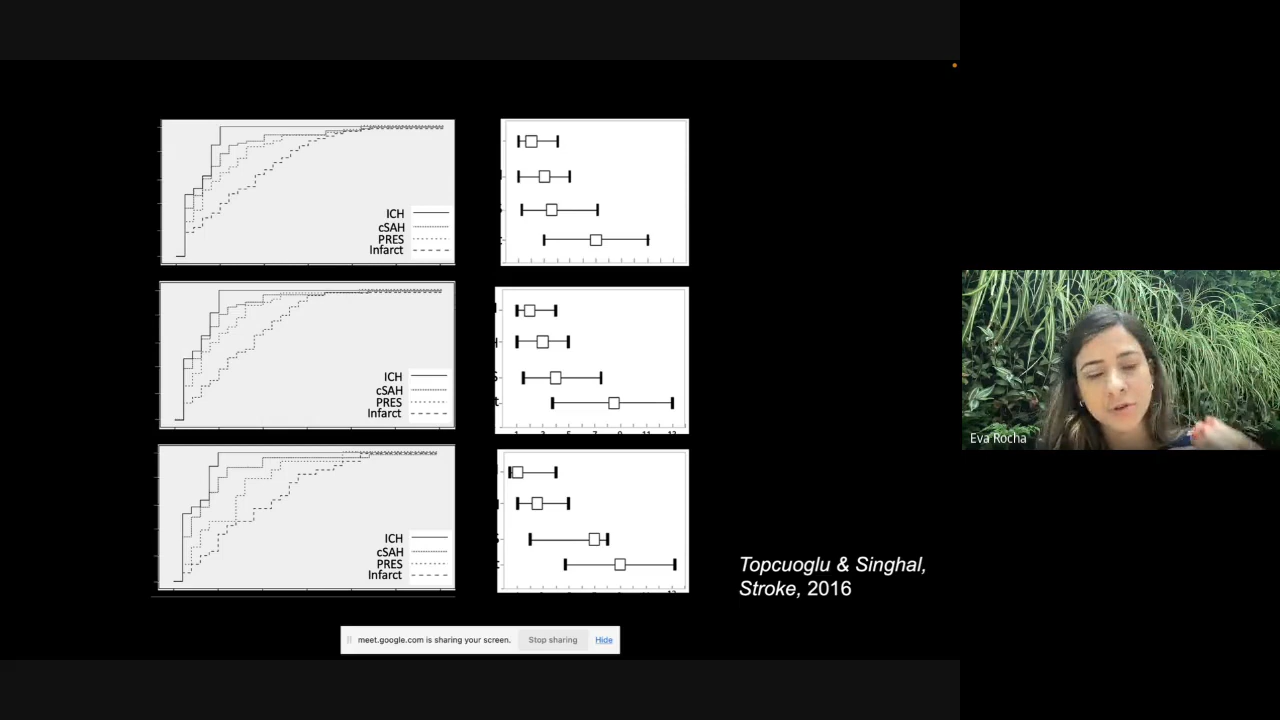 ICH
cSAH
PRES
Infarct
ICH
cSAH
PRES
Infarct
ICH
cSAH
PRES
Infarct
Topcuoglu & Singhal,
Stroke, 2016
Eva Rocha
meet.google.com is sharing your screen.
Stop sharing
Hide